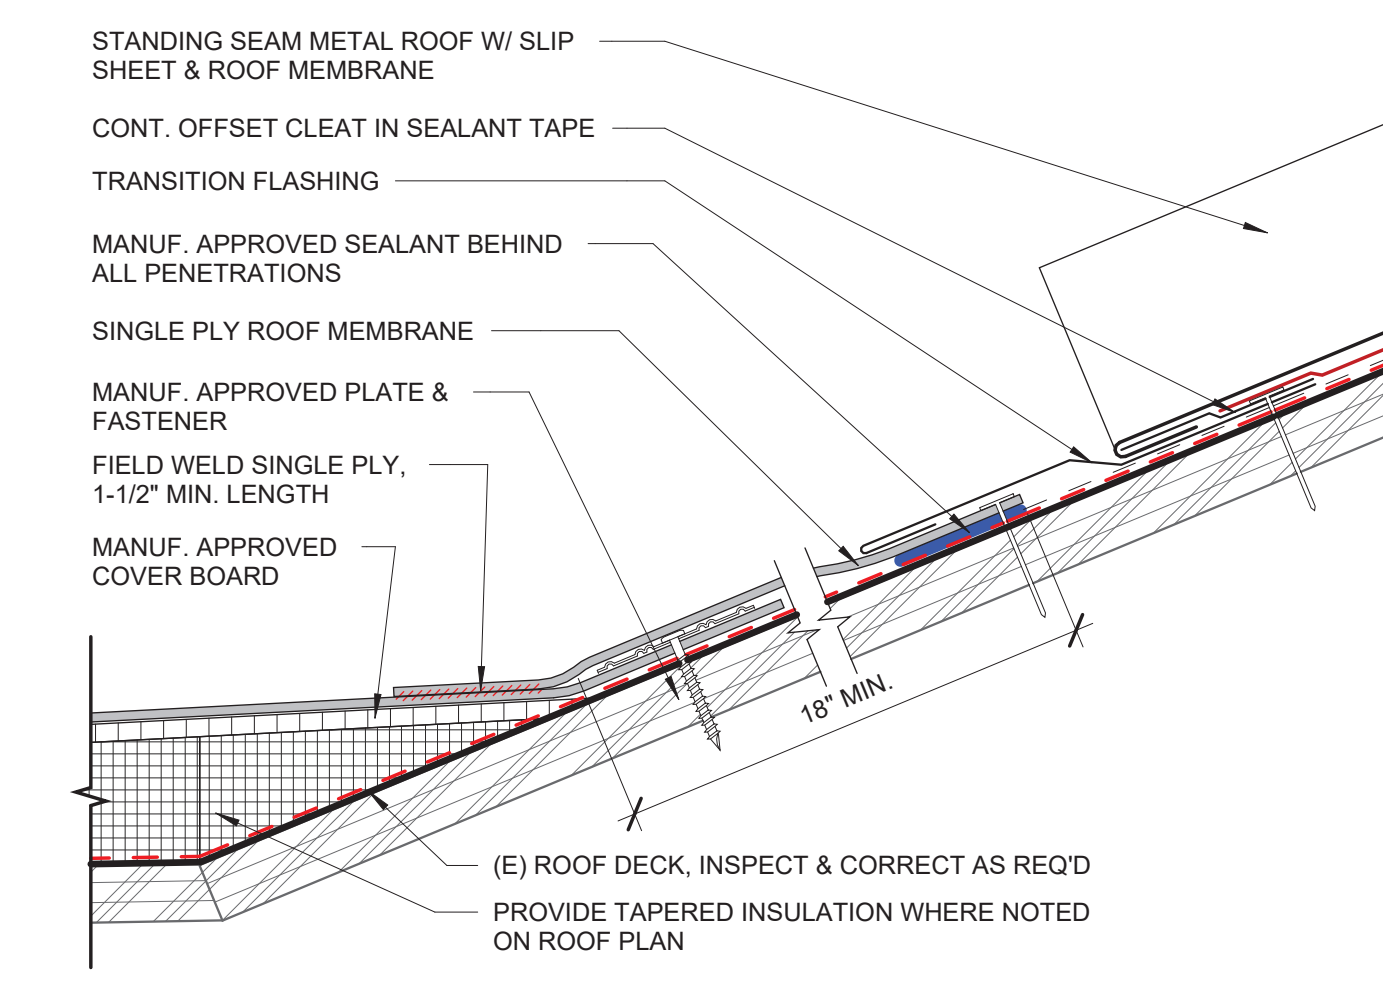 STANDING SEAM METAL ROOF W/ SLIP
SHEET & ROOF MEMBRANE
CONT. OFFSET CLEAT IN SEALANT TAPE
TRANSITION FLASHING
MANUF. APPROVED SEALANT BEHIND
ALL PENETRATIONS
SINGLE PLY ROOF MEMBRANE
MANUF. APPROVED PLATE &
FASTENER
FIELD WELD SINGLE PLY,
1-1/2" MIN. LENGTH
MANUF. APPROVED
COVER BOARD
18" MIN.
(E) ROOF DECK, INSPECT & CORRECT AS REQ'D
PROVIDE TAPERED INSULATION WHERE NOTED
ON ROOF PLAN